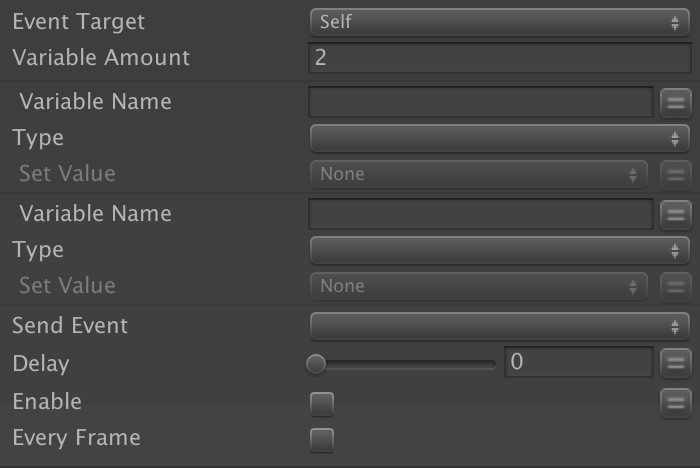 Event Target Self
Variable Amount 2
Variable Name
Type
Set Value None
Variable Name
Type
Set Value None
Send Event
Delay 0
Enable
Every Frame